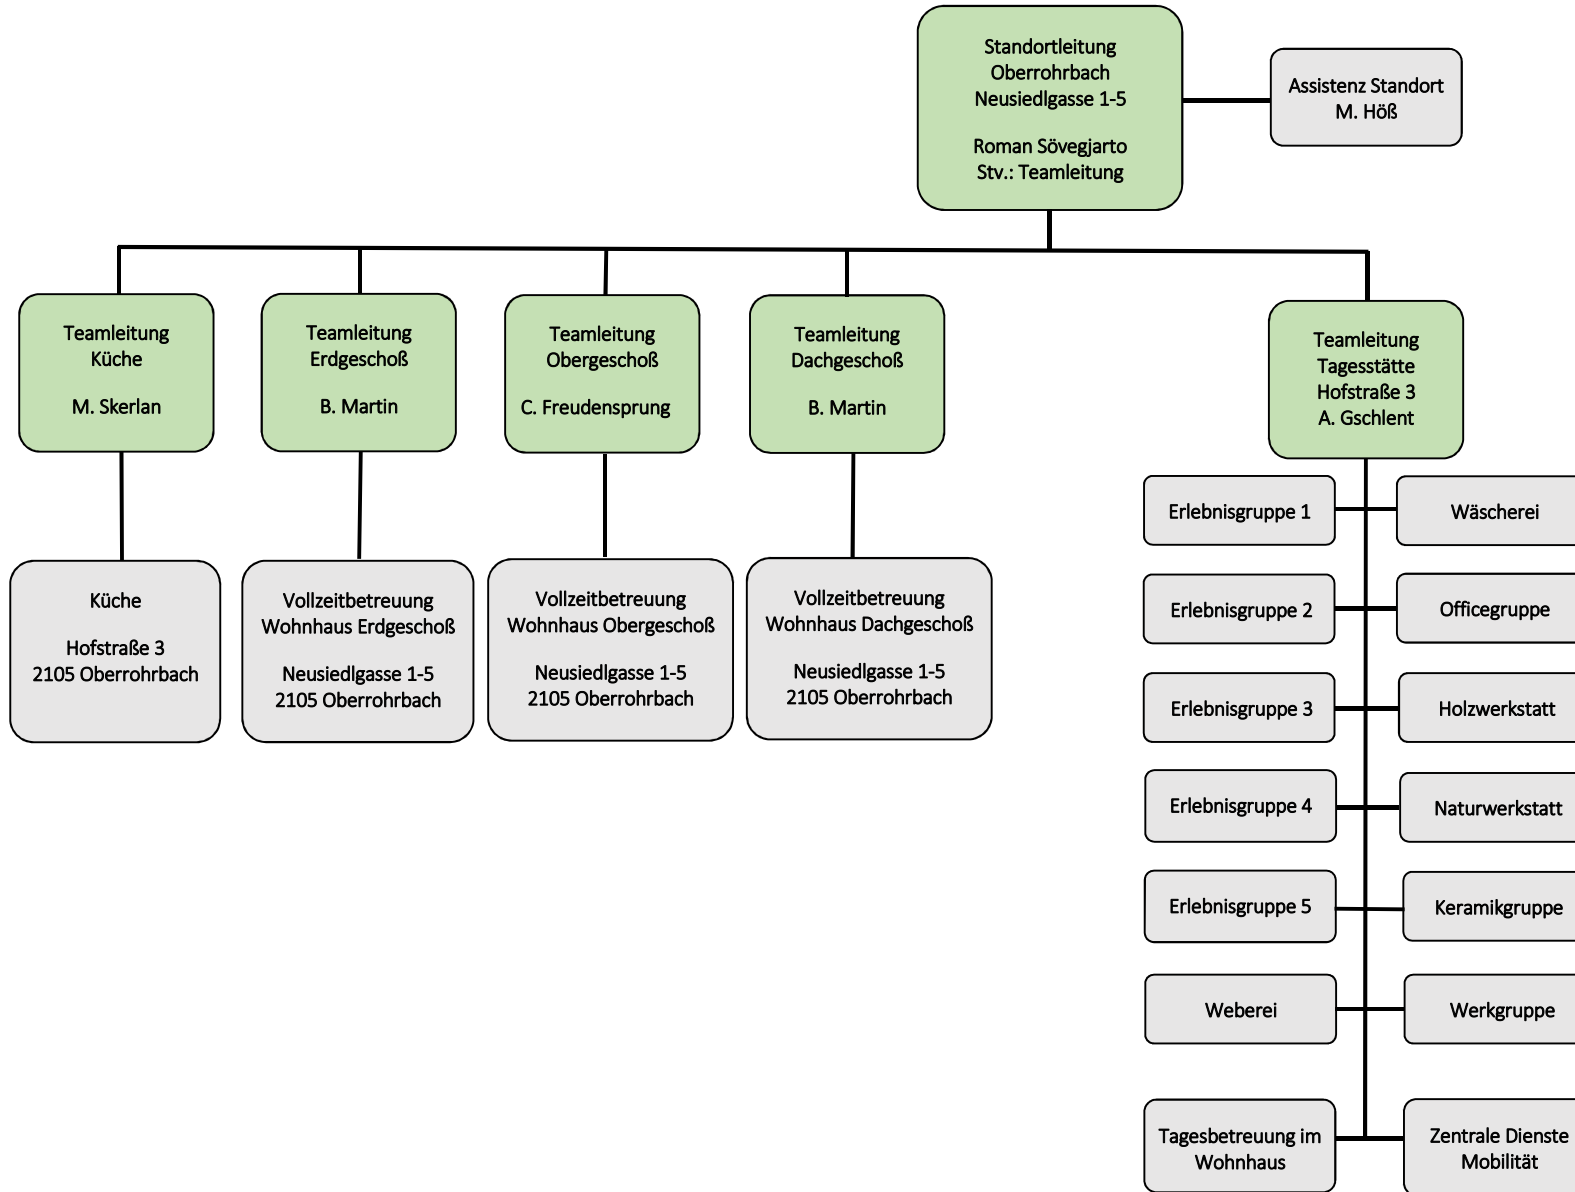 Standortleitung
Oberrohrbach
Neusiedlgasse 1-5
Roman Sövegjarto
Stv.: Teamleitung
Assistenz Standort
M. Höß
Teamleitung
Küche
M. Skerlan
Teamleitung
Erdgeschoß
B. Martin
Teamleitung
Obergeschoß
C. Freudensprung
Teamleitung
Dachgeschoß
B. Martin
Teamleitung
Tagesstätte
Hofstraße 3
A. Gschlent
Küche
Hofstraße 3
2105 Oberrohrbach
Vollzeitbetreuung
Wohnhaus Erdgeschoß
Neusiedlgasse 1-5
2105 Oberrohrbach
Vollzeitbetreuung
Wohnhaus Obergeschoß
Neusiedlgasse 1-5
2105 Oberrohrbach
Vollzeitbetreuung
Wohnhaus Dachgeschoß
Neusiedlgasse 1-5
2105 Oberrohrbach
Erlebnisgruppe 1
Wäscherei
Erlebnisgruppe 2
Officegruppe
Erlebnisgruppe 3
Holzwerkstatt
Erlebnisgruppe 4
Naturwerkstatt
Erlebnisgruppe 5
Keramikgruppe
Weberei
Werkgruppe
Tagesbetreuung im
Wohnhaus
Zentrale Dienste
Mobilität